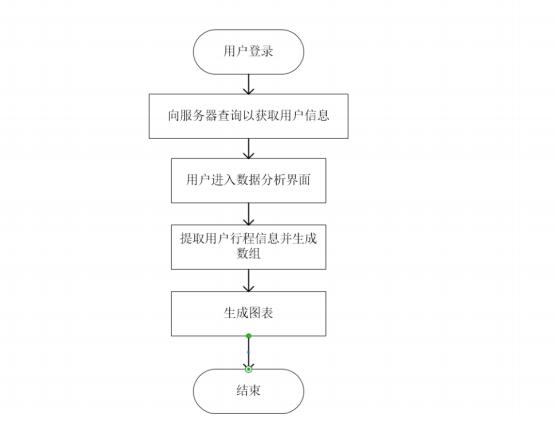 用户登录
向服务器查询以获取用户信息
用户进入数据分析界面
提取用户行程信息并生成
数组
生成图表
结束